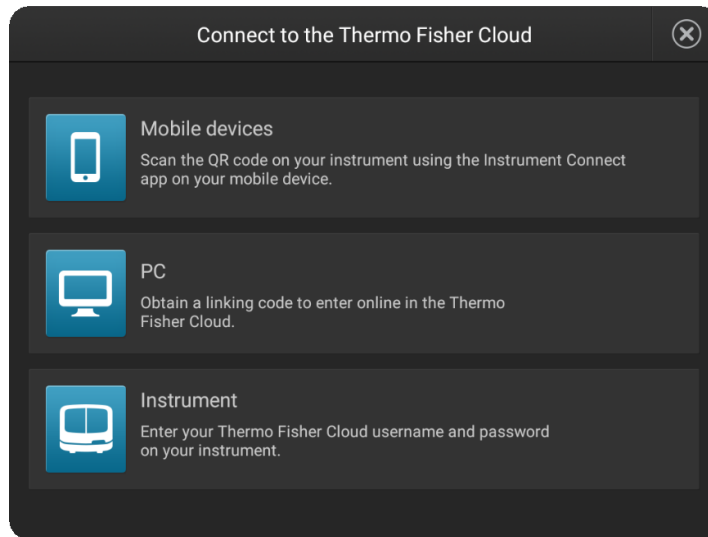 Connect to the Thermo Fisher Cloud
Mobile devices
Scan the QR code on your instrument using the Instrument Connect
app on your mobile device.
PC
Obtain a linking code to enter online in the Thermo
Fisher Cloud.
Instrument
Enter your Thermo Fisher Cloud username and password
on your instrument.